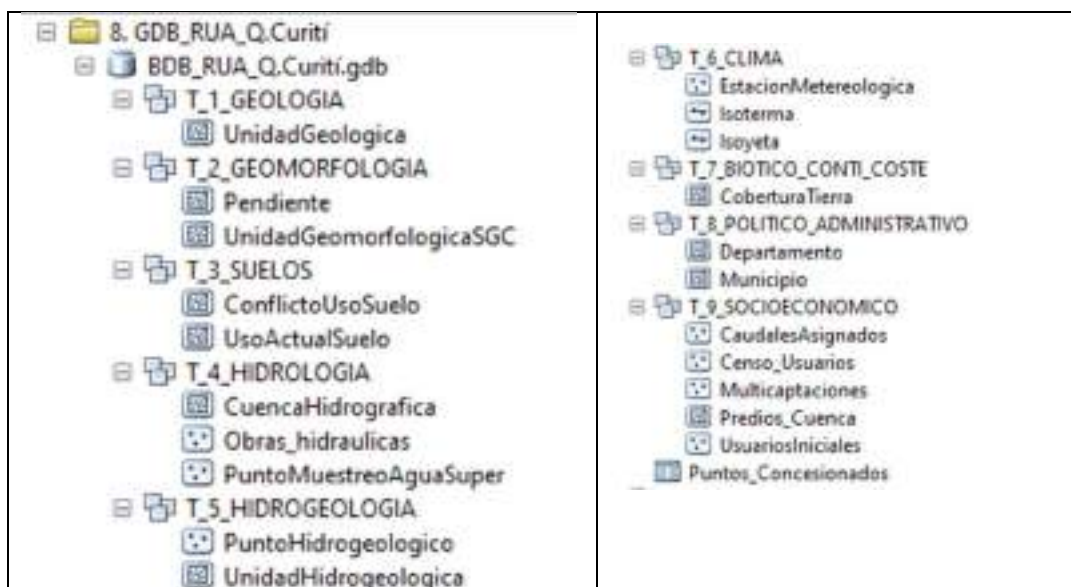 8. GDB_RUA_Q.Curití
BDB_RUA_Q.Curití.gdb
T_1_GEOLOGIA
UnidadGeologica
T_2_GEOMORFOLOGIA
Pendiente
UnidadGeomorfologicaSGC
T_3_SUELOS
ConflictoUsoSuelo
UsoActualSuelo
T_4_HIDROLOGIA
CuencaHidrografica
Obras_hidraulicas
PuntoMuestreoAguaSuper
T_5_HIDROGEOLOGIA
PuntoHidrogeologico
UnidadHidrogeologica
T_6_CLIMA
EstacionMetereologica
Isoterma
Isoyeta
T_7_BIOTICO_CONTI_COSTE
CoberturaTierra
T_8_POLITICO_ADMINISTRATIVO
Departamento
Municipio
T_9_SOCIOECONOMICO
CaudalesAsignados
Censo_Usuarios
Multicaptaciones
Predios_Cuenca
UsuariosIniciales
Puntos_Concesionados